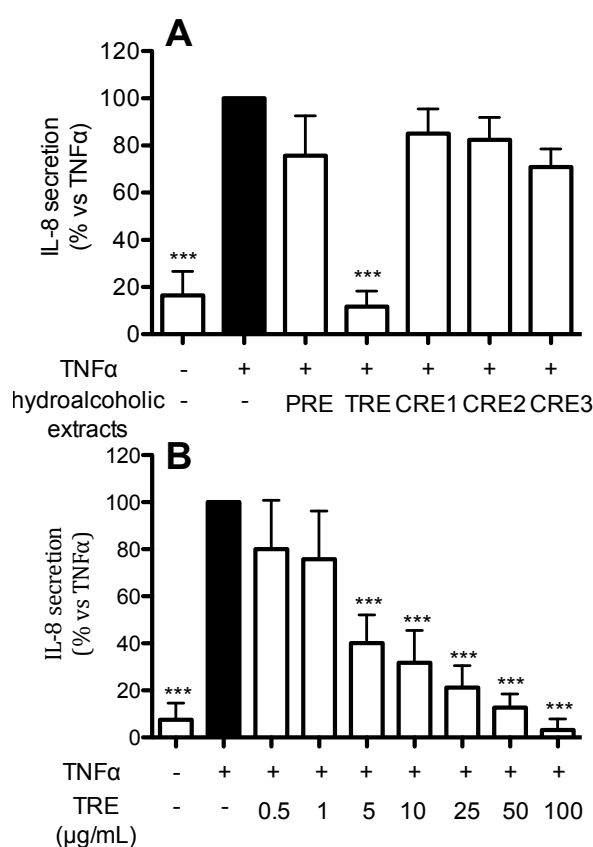 A
120
100
80
60
40
20
0
IL-8 secretion
(% vs TNFα)
***
***
TNFα - + + + + + +
hydroalcoholic - - PRE TRE CRE1 CRE2 CRE3
extracts
B
120
100
80
60
40
20
0
IL-8 secretion
(% vs TNFα)
***
***
***
***
***
***
TNFα - + + + + + + + +
TRE - - 0.5 1 5 10 25 50 100
(µg/mL)